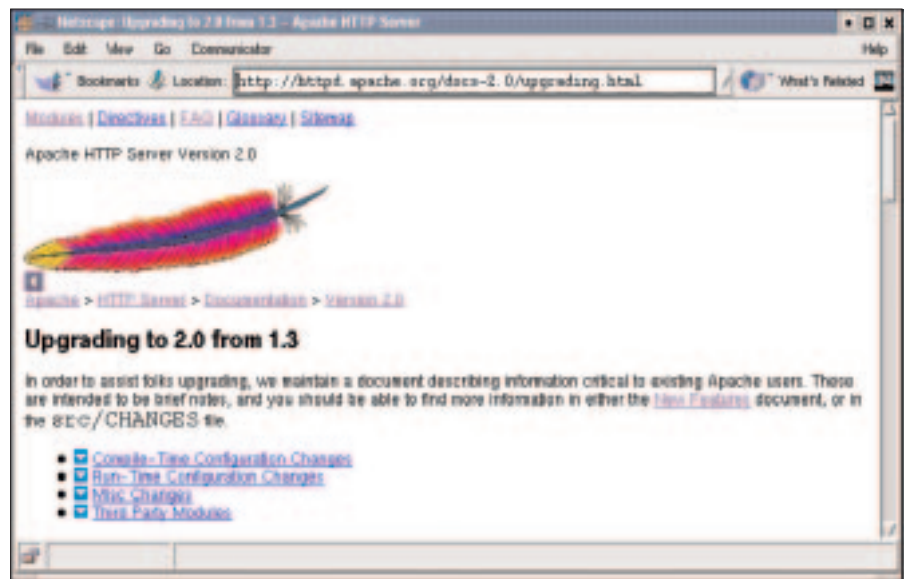 Netscape: Upgrading to 2.0 from 1.3 - Apache HTTP Server
File Edit View Go Communicator Help
Bookmarks Location: http://httpd.apache.org/docs-2.0/upgrading.html What's Related
Modules | Directives | FAQ | Glossary | Sitemap
Apache HTTP Server Version 2.0
Apache > HTTP Server > Documentation > Version 2.0
Upgrading to 2.0 from 1.3
In order to assist folks upgrading, we maintain a document describing information critical to existing Apache users. These
are intended to be brief notes, and you should be able to find more information in either the New Features document, or in
the src/CHANGES file.
Compile-Time Configuration Changes
Run-Time Configuration Changes
Misc Changes
Third Party Modules